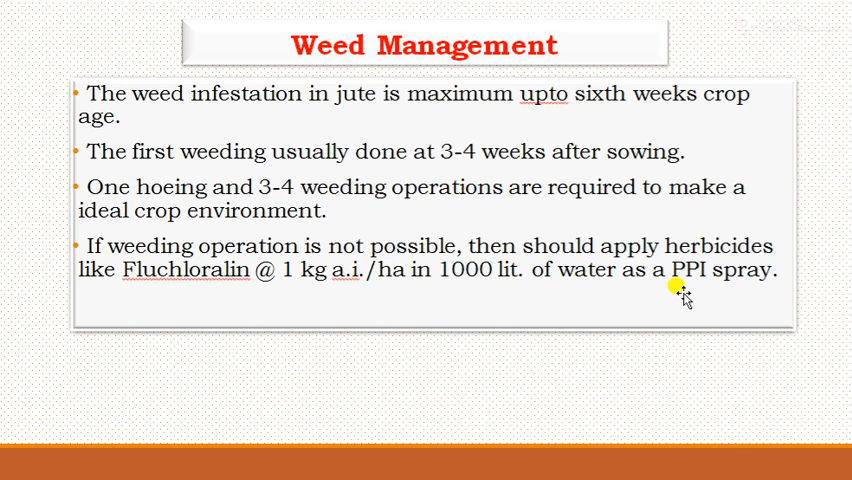 Weed Management
• The weed infestation in jute is maximum upto sixth weeks crop
age.
• The first weeding usually done at 3-4 weeks after sowing.
• One hoeing and 3-4 weeding operations are required to make a
ideal crop environment.
• If weeding operation is not possible, then should apply herbicides
like Fluchloralin @ 1 kg a.i./ha in 1000 lit. of water as a PPI spray.